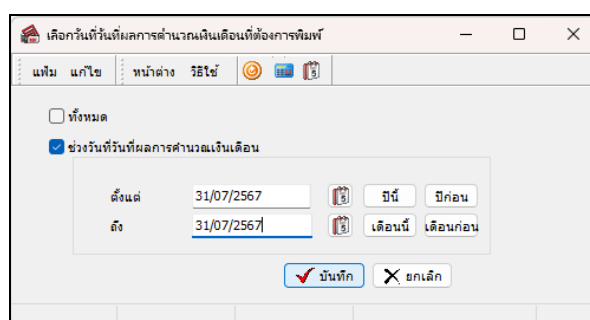 เลือกวันที่วันที่ผลการคำนวณเงินเดือนที่ต้องการพิมพ์
แฟ้ม แก้ไข หน้าต่าง วิธีใช้
ทั้งหมด
ช่วงวันที่วันที่ผลการคำนวณเงินเดือน
ตั้งแต่ 31/07/2567 ปีนี้ ปีก่อน
ถึง 31/07/2567 เดือนนี้ เดือนก่อน
บันทึก ยกเลิก